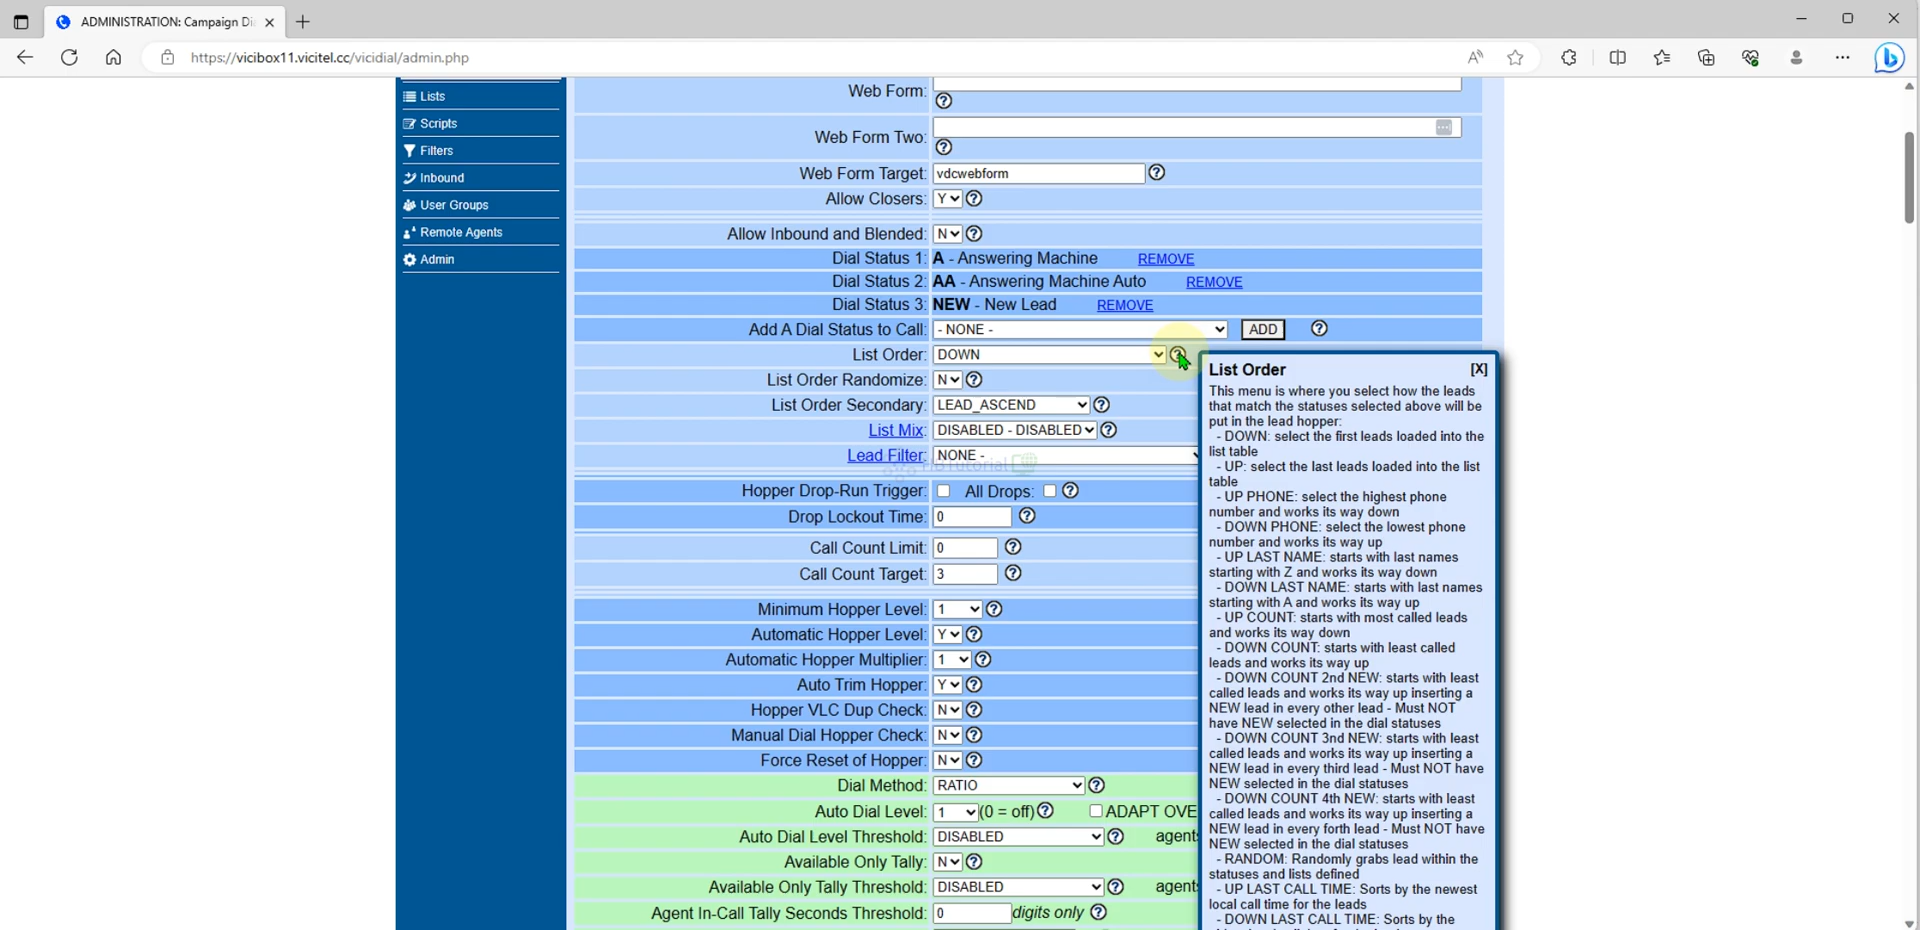 ADMINISTRATION: Campaign Di
https://vicibox11.vicitel.cc/vicidial/admin.php
Lists
Scripts
Filters
Inbound
User Groups
Remote Agents
Admin
Web Form:
Web Form Two:
Web Form Target: vdcwebform
Allow Closers: Y
Allow Inbound and Blended: N
Dial Status 1: A - Answering Machine REMOVE
Dial Status 2: AA - Answering Machine Auto REMOVE
Dial Status 3: NEW - New Lead REMOVE
Add A Dial Status to Call: - NONE - ADD
List Order: DOWN
List Order Randomize: N
List Order Secondary: LEAD_ASCEND
List Mix: DISABLED - DISABLED
Lead Filter: NONE -
Hopper Drop-Run Trigger: All Drops:
Drop Lockout Time: 0
Call Count Limit: 0
Call Count Target: 3
Minimum Hopper Level: 1
Automatic Hopper Level: Y
Automatic Hopper Multiplier: 1
Auto Trim Hopper: Y
Hopper VLC Dup Check: N
Manual Dial Hopper Check: N
Force Reset of Hopper: N
Dial Method: RATIO
Auto Dial Level: 1 (0 = off) ADAPT OVE
Auto Dial Level Threshold: DISABLED agents
Available Only Tally: N
Available Only Tally Threshold: DISABLED agents
Agent In-Call Tally Seconds Threshold: 0 digits only
List Order [X]
This menu is where you select how the leads
that match the statuses selected above will be
put in the lead hopper:
- DOWN: select the first leads loaded into the
list table
- UP: select the last leads loaded into the list
table
- UP PHONE: select the highest phone
number and works its way down
- DOWN PHONE: select the lowest phone
number and works its way up
- UP LAST NAME: starts with last names
starting with Z and works its way down
- DOWN LAST NAME: starts with last names
starting with A and works its way up
- UP COUNT: starts with most called leads
and works its way down
- DOWN COUNT: starts with least called
leads and works its way up
- DOWN COUNT 2nd NEW: starts with least
called leads and works its way up inserting a
NEW lead in every other lead - Must NOT
have NEW selected in the dial statuses
- DOWN COUNT 3nd NEW: starts with least
called leads and works its way up inserting a
NEW lead in every third lead - Must NOT have
NEW selected in the dial statuses
- DOWN COUNT 4th NEW: starts with least
called leads and works its way up inserting a
NEW lead in every forth lead - Must NOT have
NEW selected in the dial statuses
- RANDOM: Randomly grabs lead within the
statuses and lists defined
- UP LAST CALL TIME: Sorts by the newest
local call time for the leads
- DOWN LAST CALL TIME: Sorts by the